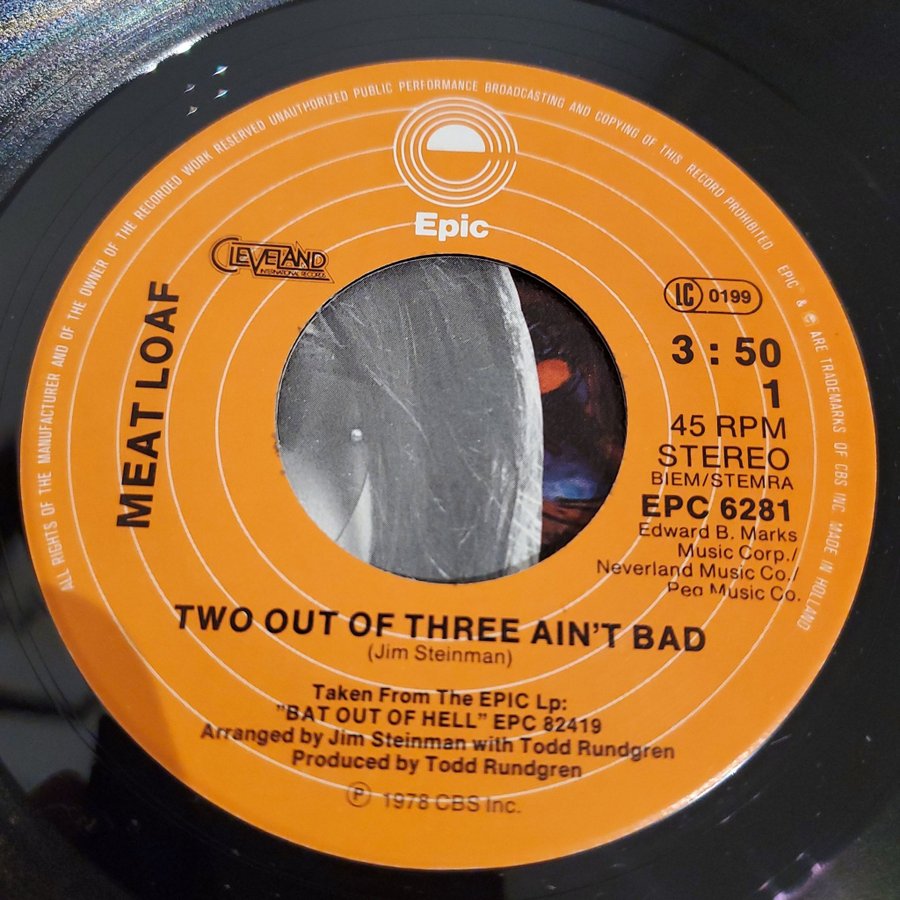 ALL RIGHTS OF THE MANUFACTURER AND OF THE OWNER OF THE RECORDED WORK RESERVED UNAUTHORIZED PUBLIC PERFORMANCE BROADCASTING AND COPYING OF THIS RECORD PROHIBITED EPIC & ARE TRADEMARKS OF CBS INC. MADE IN HOLLAND
Epic
CLEVELAND
INTERNATIONAL RECORDS
MEAT LOAF
LC 0199
3 : 50
1
45 RPM
STEREO
BIEM/STEMRA
EPC 6281
Edward B. Marks
Music Corp./
Neverland Music Co./
Peg Music Co.
TWO OUT OF THREE AIN'T BAD
(Jim Steinman)
Taken From The EPIC Lp:
"BAT OUT OF HELL" EPC 82419
Arranged by Jim Steinman with Todd Rundgren
Produced by Todd Rundgren
℗ 1978 CBS Inc.